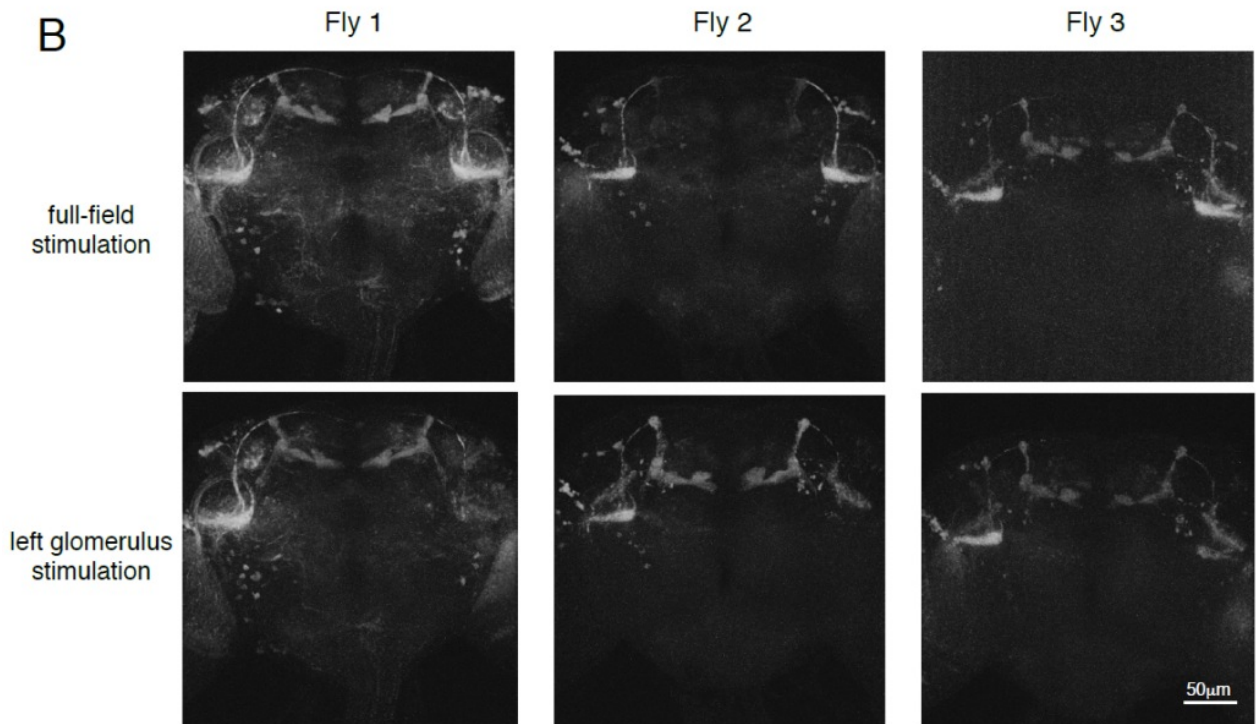 B
Fly 1
Fly 2
Fly 3
full-field
stimulation
left glomerulus
stimulation
50μm